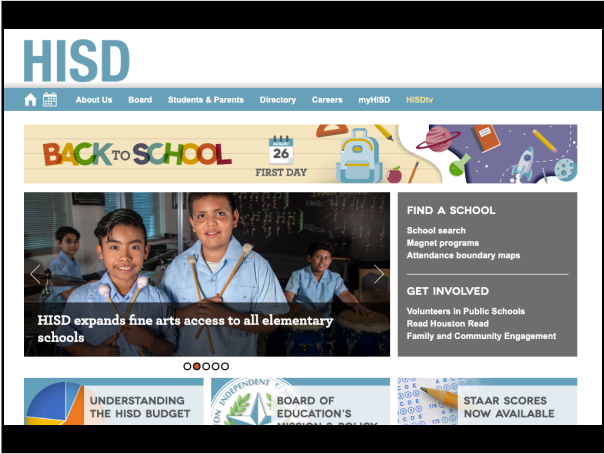 HISD
About Us Board Students & Parents Directory Careers myHISD HISDtv
BACK TO SCHOOL
AUGUST
26
FIRST DAY
FIND A SCHOOL
School search
Magnet programs
Attendance boundary maps
GET INVOLVED
Volunteers in Public Schools
Read Houston Read
Family and Community Engagement
HISD expands fine arts access to all elementary
schools
UNDERSTANDING
THE HISD BUDGET
INDEPENDENT
BOARD OF
EDUCATION'S
MISSION & POLICY
STAAR SCORES
NOW AVAILABLE